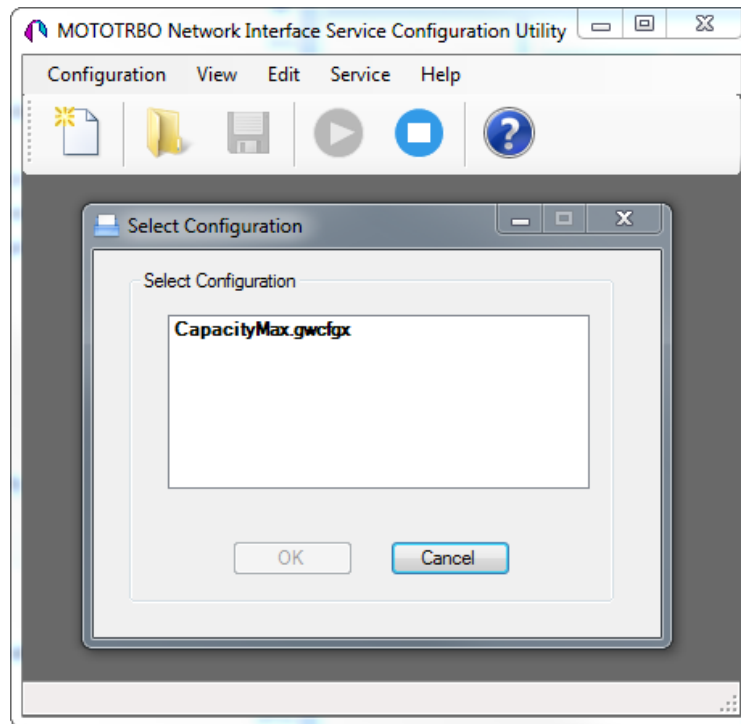 MOTOTRBO Network Interface Service Configuration Utility
Configuration View Edit Service Help
?
Select Configuration
Select Configuration
CapacityMax.gwcfgx
OK Cancel